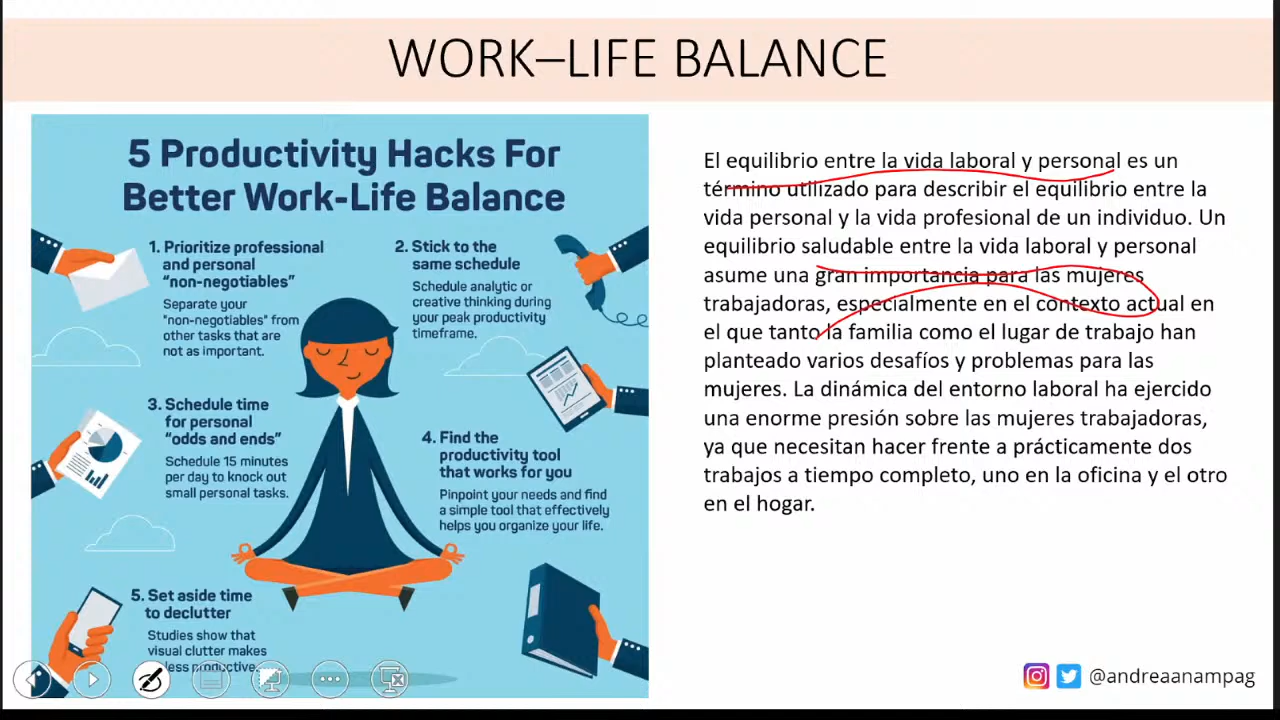 WORK–LIFE BALANCE
5 Productivity Hacks For
Better Work-Life Balance
1. Prioritize professional
and personal
“non-negotiables”
Separate your
“non-negotiables” from
other tasks that are
not as important.
2. Stick to the
same schedule
Schedule analytic or
creative thinking during
your peak productivity
timeframe.
3. Schedule time
for personal
“odds and ends”
Schedule 15 minutes
per day to knock out
small personal tasks.
4. Find the
productivity tool
that works for you
Pinpoint your needs and find
a simple tool that effectively
helps you organize your life.
5. Set aside time
to declutter
Studies show that
visual clutter makes
less productive.
El equilibrio entre la vida laboral y personal es un
término utilizado para describir el equilibrio entre la
vida personal y la vida profesional de un individuo. Un
equilibrio saludable entre la vida laboral y personal
asume una gran importancia para las mujeres
trabajadoras, especialmente en el contexto actual en
el que tanto la familia como el lugar de trabajo han
planteado varios desafíos y problemas para las
mujeres. La dinámica del entorno laboral ha ejercido
una enorme presión sobre las mujeres trabajadoras,
ya que necesitan hacer frente a prácticamente dos
trabajos a tiempo completo, uno en la oficina y el otro
en el hogar.
@andreaanampag